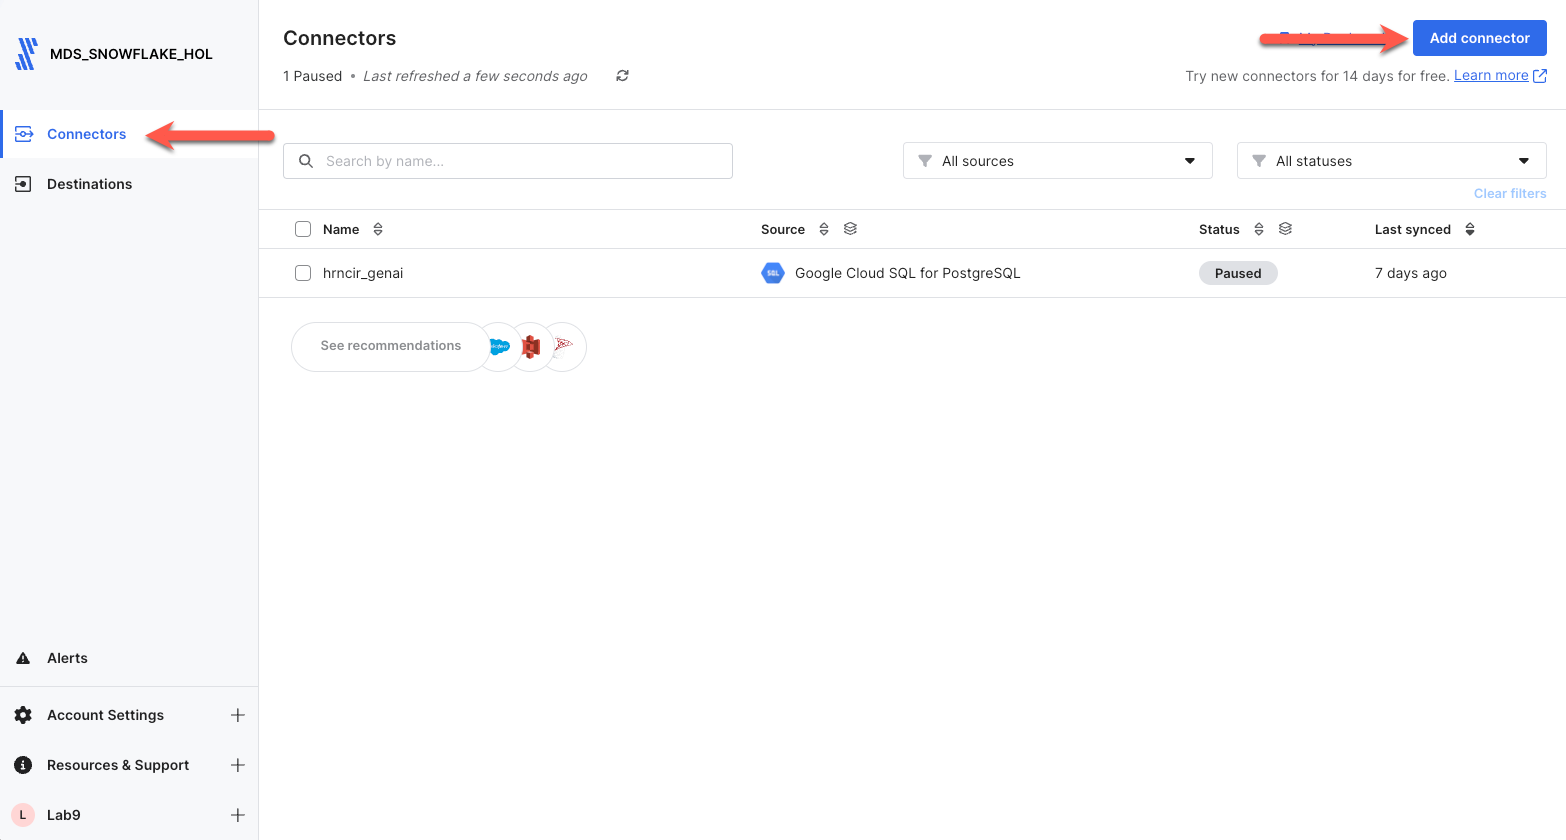 MDS_SNOWFLAKE_HOL
Connectors
Destinations
Alerts
Account Settings
Resources & Support
L Lab9
Connectors
Add connector
1 Paused • Last refreshed a few seconds ago
Try new connectors for 14 days for free. Learn more
Search by name...
All sources
All statuses
Clear filters
Name Source Status Last synced
hrncir_genai SQL Google Cloud SQL for PostgreSQL Paused 7 days ago
See recommendations